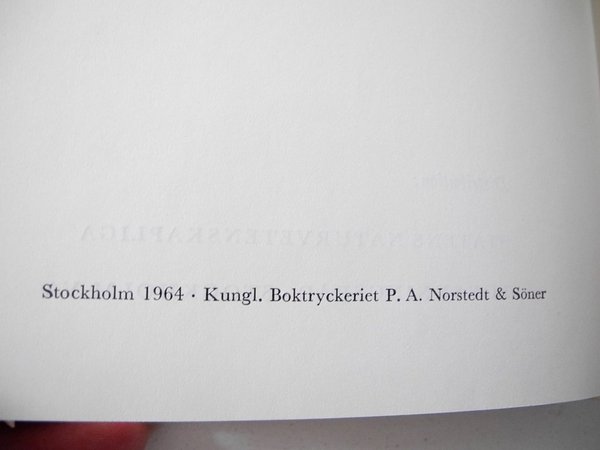 Stockholm 1964 · Kungl. Boktryckeriet P. A. Norstedt & Söner